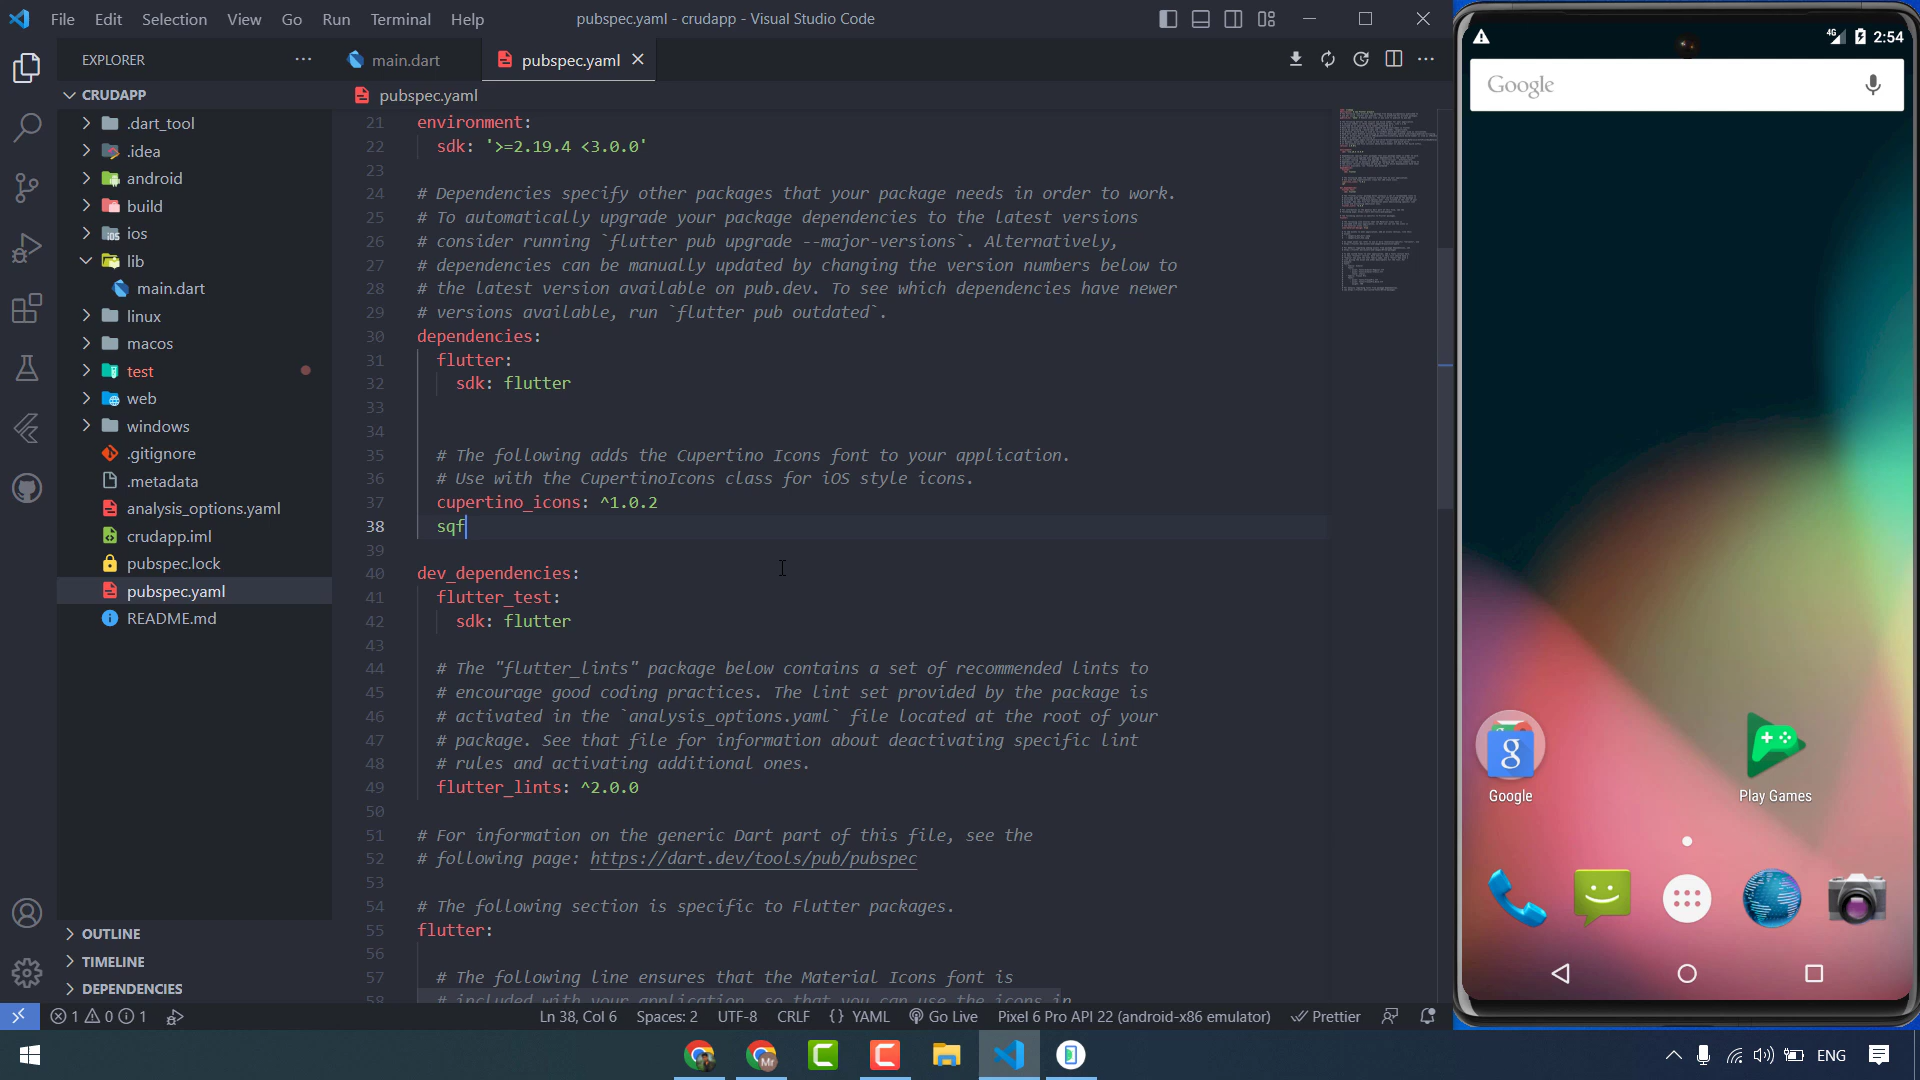 File Edit Selection View Go Run Terminal Help
pubspec.yaml - crudapp - Visual Studio Code
EXPLORER
CRUDAPP
.dart_tool
.idea
android
build
ios
lib
main.dart
linux
macos
test
web
windows
.gitignore
.metadata
analysis_options.yaml
crudapp.iml
pubspec.lock
pubspec.yaml
README.md
OUTLINE
TIMELINE
DEPENDENCIES
main.dart
pubspec.yaml
pubspec.yaml
21 environment:
22 sdk: '>=2.19.4 <3.0.0'
23
24 # Dependencies specify other packages that your package needs in order to work.
25 # To automatically upgrade your package dependencies to the latest versions
26 # consider running `flutter pub upgrade --major-versions`. Alternatively,
27 # dependencies can be manually updated by changing the version numbers below to
28 # the latest version available on pub.dev. To see which dependencies have newer
29 # versions available, run `flutter pub outdated`.
30 dependencies:
31 flutter:
32 sdk: flutter
33
34
35 # The following adds the Cupertino Icons font to your application.
36 # Use with the CupertinoIcons class for iOS style icons.
37 cupertino_icons: ^1.0.2
38 sqf
39
40 dev_dependencies:
41 flutter_test:
42 sdk: flutter
43
44 # The "flutter_lints" package below contains a set of recommended lints to
45 # encourage good coding practices. The lint set provided by the package is
46 # activated in the `analysis_options.yaml` file located at the root of your
47 # package. See that file for information about deactivating specific lint
48 # rules and activating additional ones.
49 flutter_lints: ^2.0.0
50
51 # For information on the generic Dart part of this file, see the
52 # following page: https://dart.dev/tools/pub/pubspec
53
54 # The following section is specific to Flutter packages.
55 flutter:
56
57 # The following line ensures that the Material Icons font is
58 # included with your application, so that you can use the icons in
1 0 1
Ln 38, Col 6 Spaces: 2 UTF-8 CRLF {} YAML Go Live Pixel 6 Pro API 22 (android-x86 emulator) Prettier
4G 2:54
Google
Google
Play Games
Mr
ENG